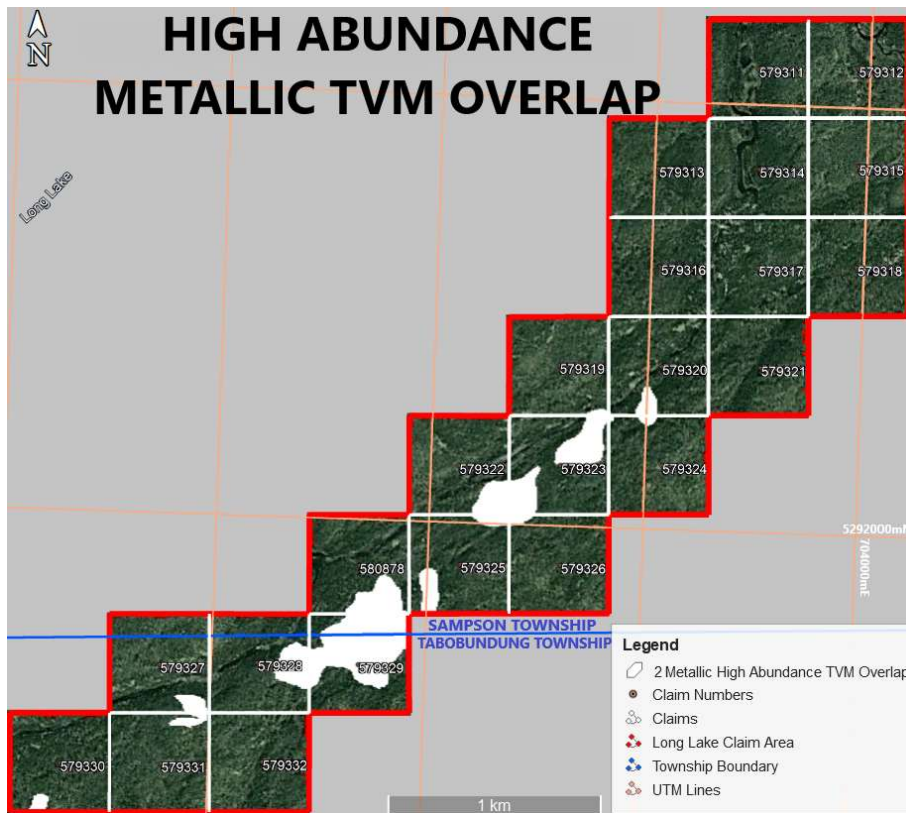 HIGH ABUNDANCE
METALLIC TVM OVERLAP
N
Long Lake
579311
579312
579313
579314
579315
579316
579317
579318
579319
579320
579321
579322
579323
579324
5292000mN
704000mE
580878
579325
579326
SAMPSON TOWNSHIP
TABOBUNDUNG TOWNSHIP
579327
579328
579329
579330
579331
579332
1 km
Legend
2 Metallic High Abundance TVM Overlap
Claim Numbers
Claims
Long Lake Claim Area
Township Boundary
UTM Lines